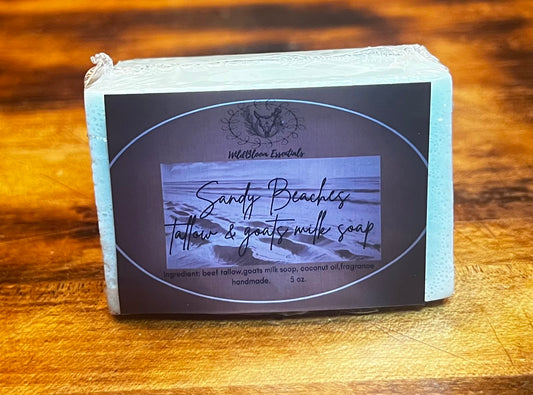 WildBloom Essentials
Sandy Beaches
tallow & goats milk soap
Ingredient: beef tallow,goats milk soop, coconut oil,fragrance
handmade. 5 oz.